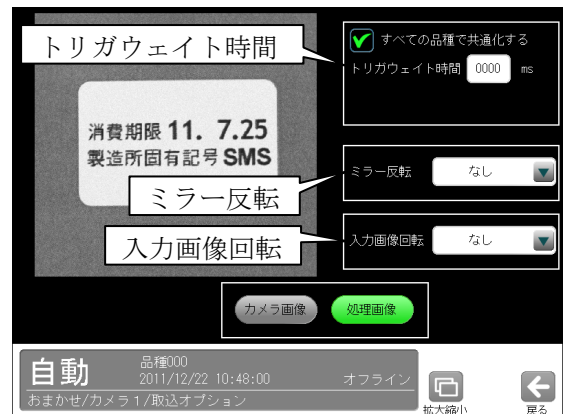 トリガウェイト時間
すべての品種で共通化する
トリガウェイト時間 0000 ms
消費期限 11. 7.25
製造所固有記号 SMS
ミラー反転
ミラー反転 なし
入力画像回転
入力画像回転 なし
カメラ画像 処理画像
自動
品種000
2011/12/22 10:48:00 オフライン
おまかせ/カメラ1/取込オプション
拡大縮小
戻る